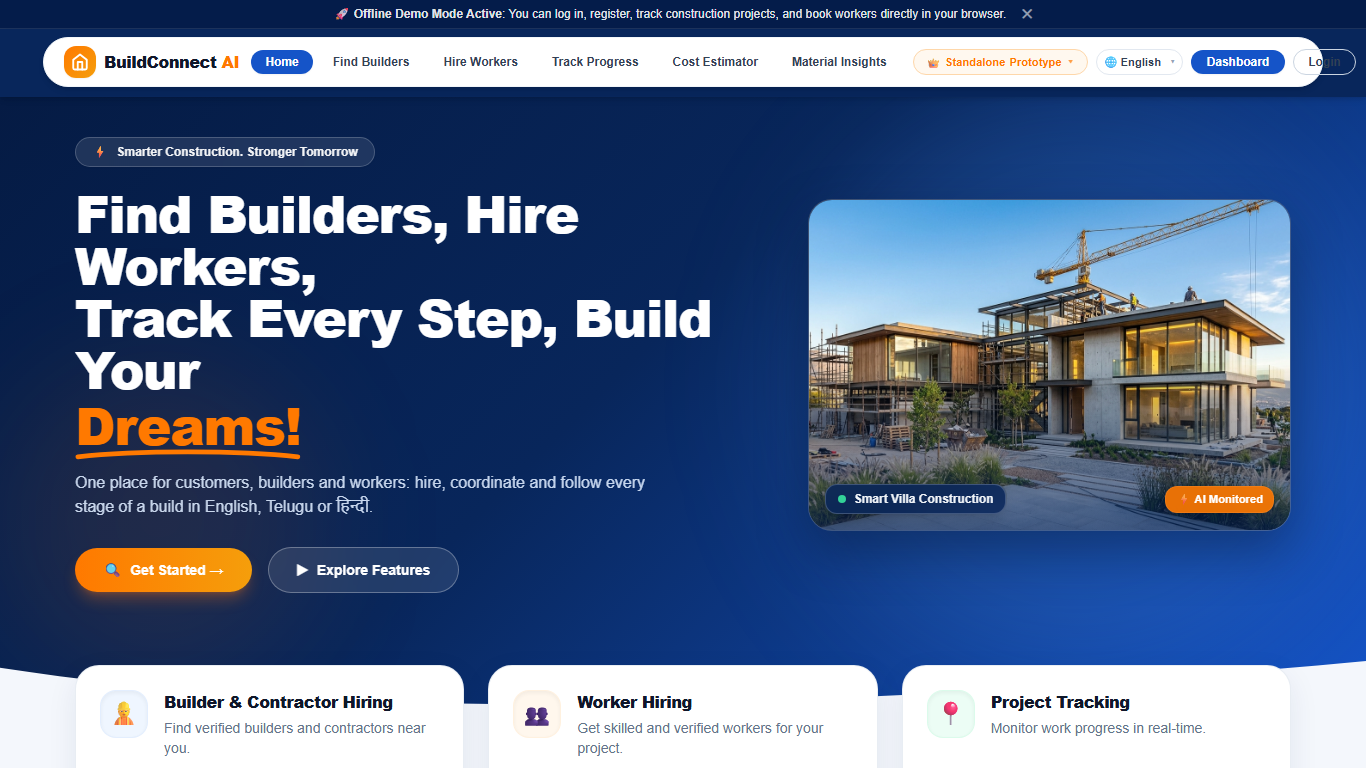 🚀 Offline Demo Mode Active: You can log in, register, track construction projects, and book workers directly in your browser. ✕
BuildConnect AI
Home
Find Builders
Hire Workers
Track Progress
Cost Estimator
Material Insights
Standalone Prototype
English
Dashboard
Login
Smarter Construction. Stronger Tomorrow
Find Builders, Hire
Workers,
Track Every Step, Build
Your
Dreams!
One place for customers, builders and workers: hire, coordinate and follow every
stage of a build in English, Telugu or हिन्दी.
Get Started →
▶ Explore Features
Smart Villa Construction
AI Monitored
Builder & Contractor Hiring
Find verified builders and contractors near
you.
Worker Hiring
Get skilled and verified workers for your
project.
Project Tracking
Monitor work progress in real-time.